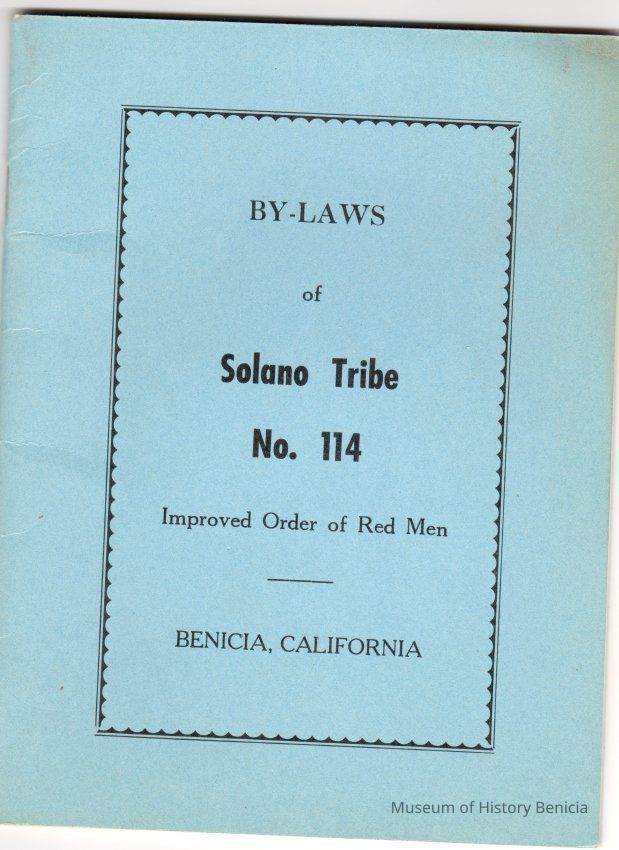 BY-LAWS
of
Solano Tribe
No. 114
Improved Order of Red Men
BENICIA, CALIFORNIA
Museum of History Benicia